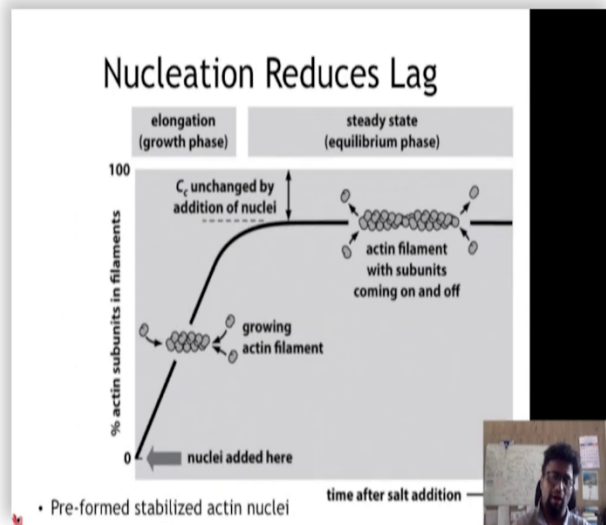 Nucleation Reduces Lag
elongation
(growth phase)
steady state
(equilibrium phase)
100
Cc unchanged by
addition of nuclei
actin filament
with subunits
coming on and off
growing
actin filament
% actin subunits in filaments
0
nuclei added here
time after salt addition
• Pre-formed stabilized actin nuclei